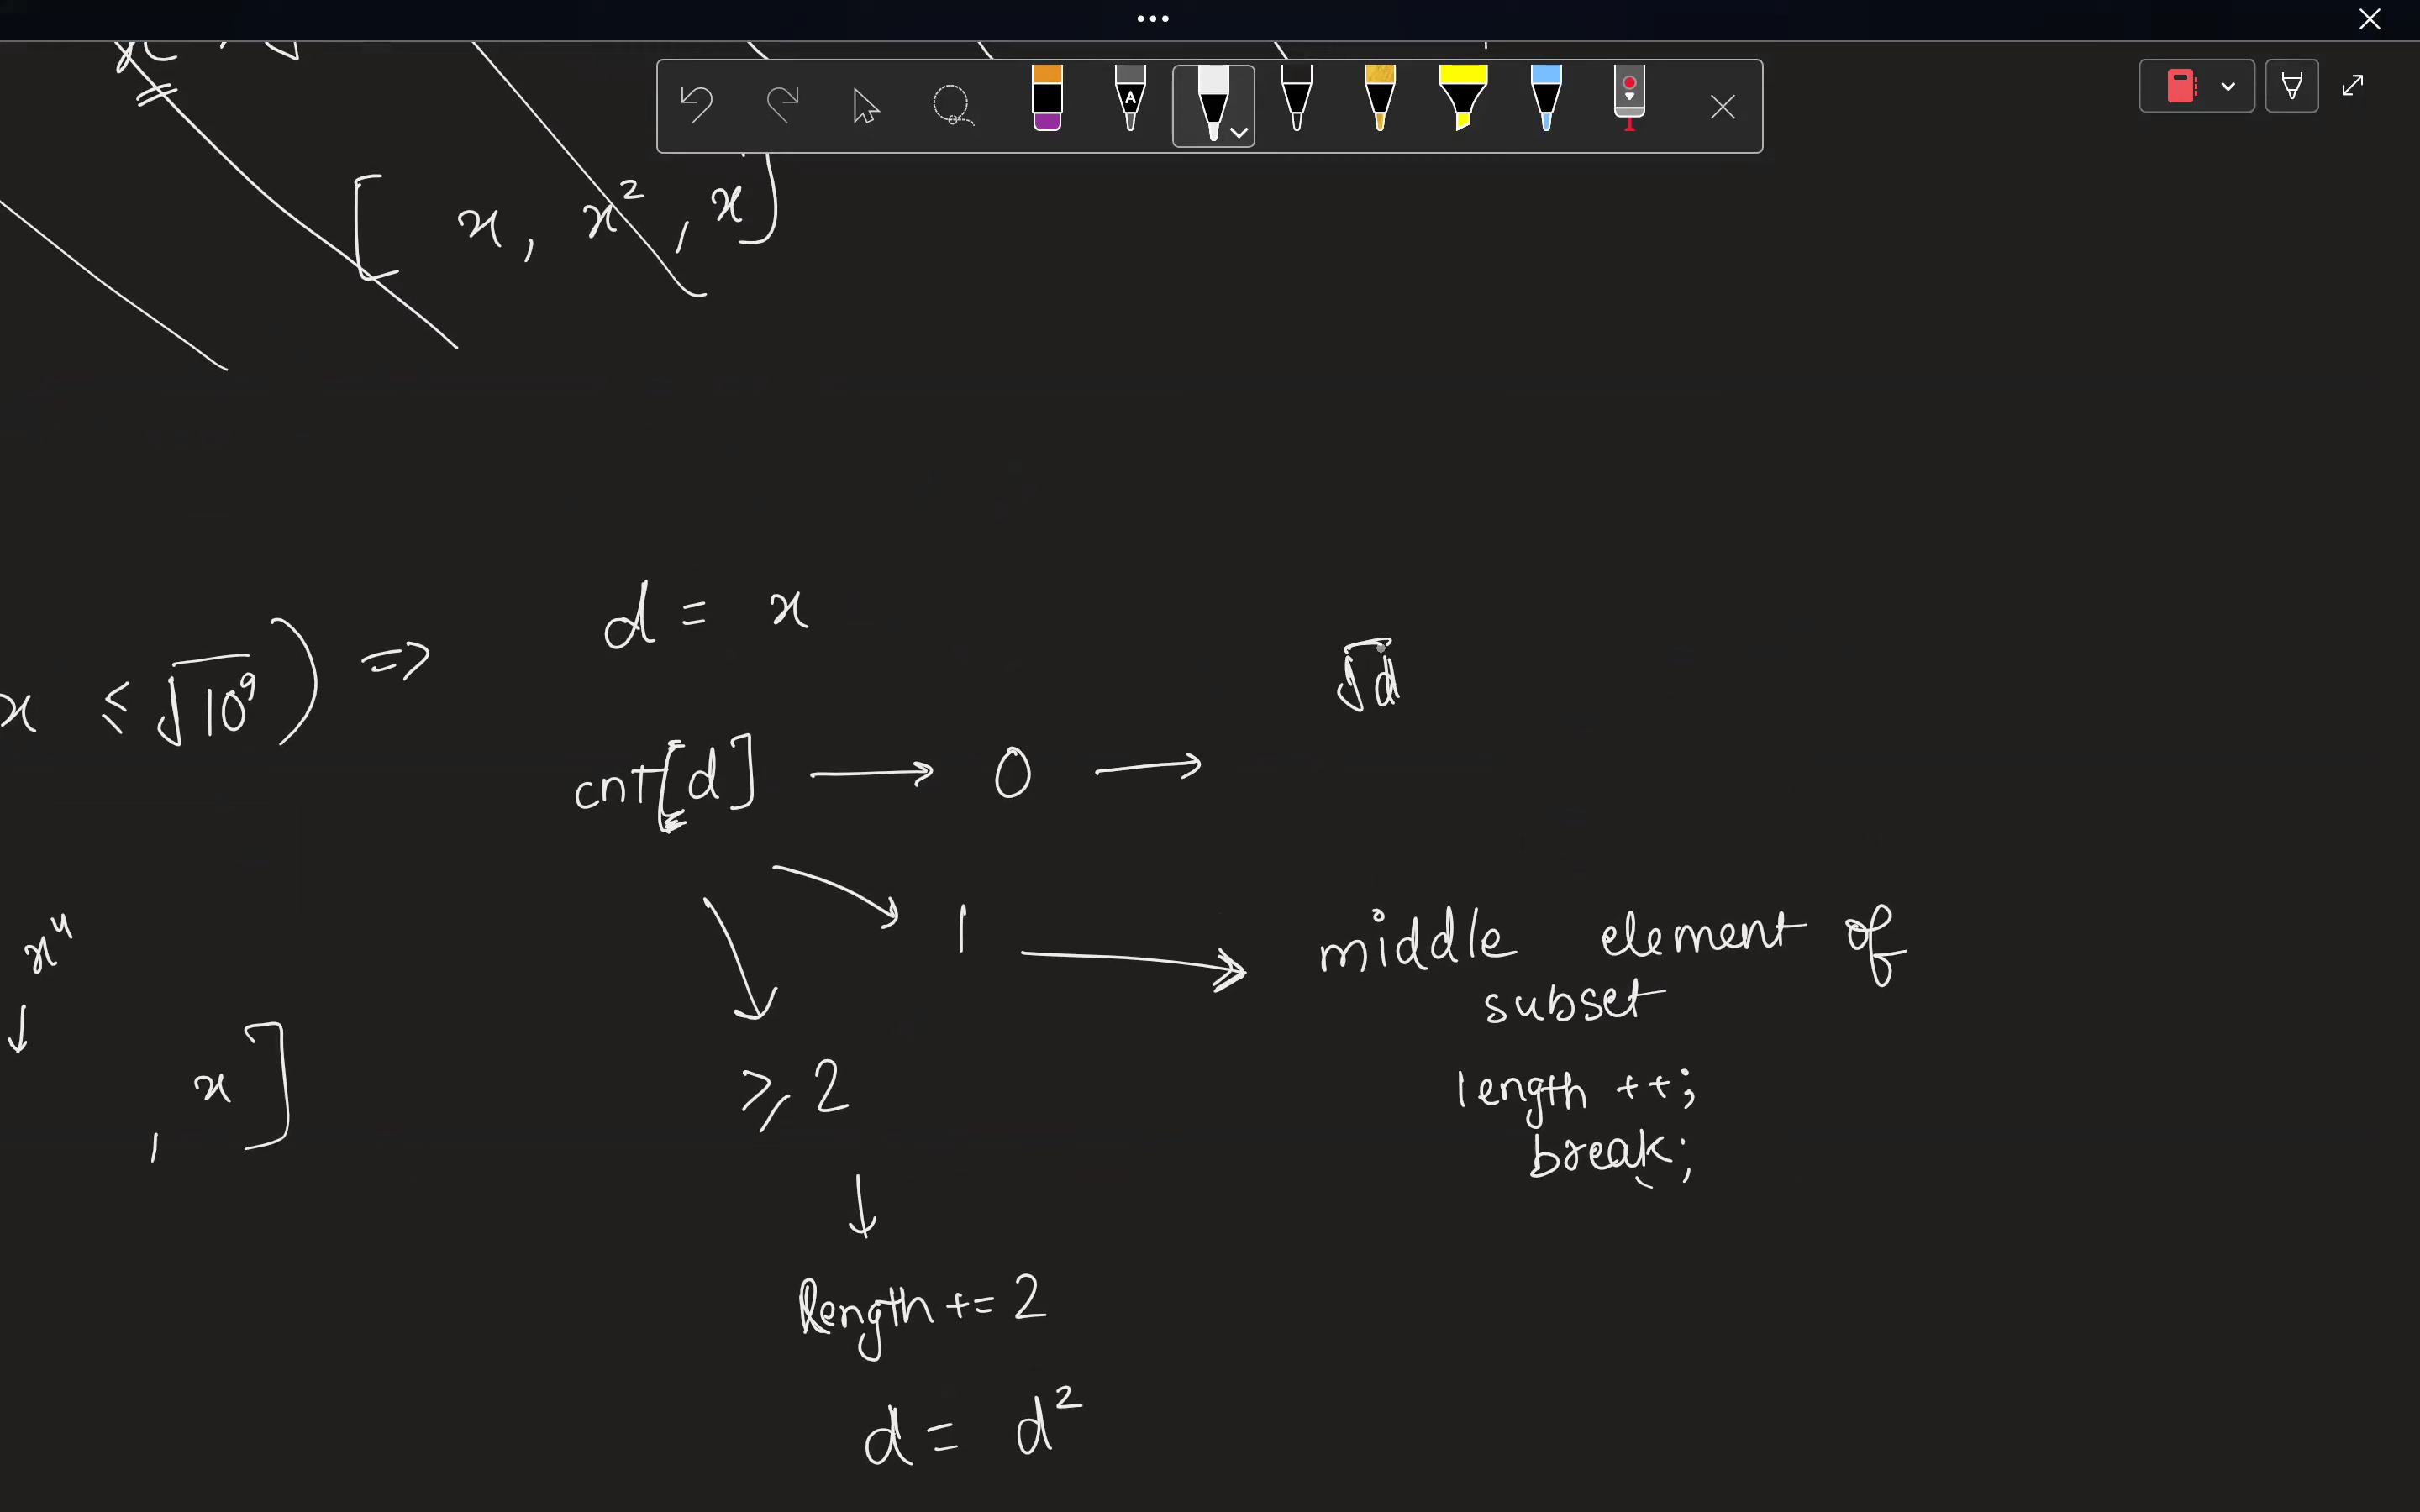 [ x, x², x]
d = x
x ≤ √10⁹ ) ⇒
√d
cnt[d] → 0 →
x⁴
1 → middle element of
subset
, x ]
≥ 2
length ++;
break;
length += 2
d = d²